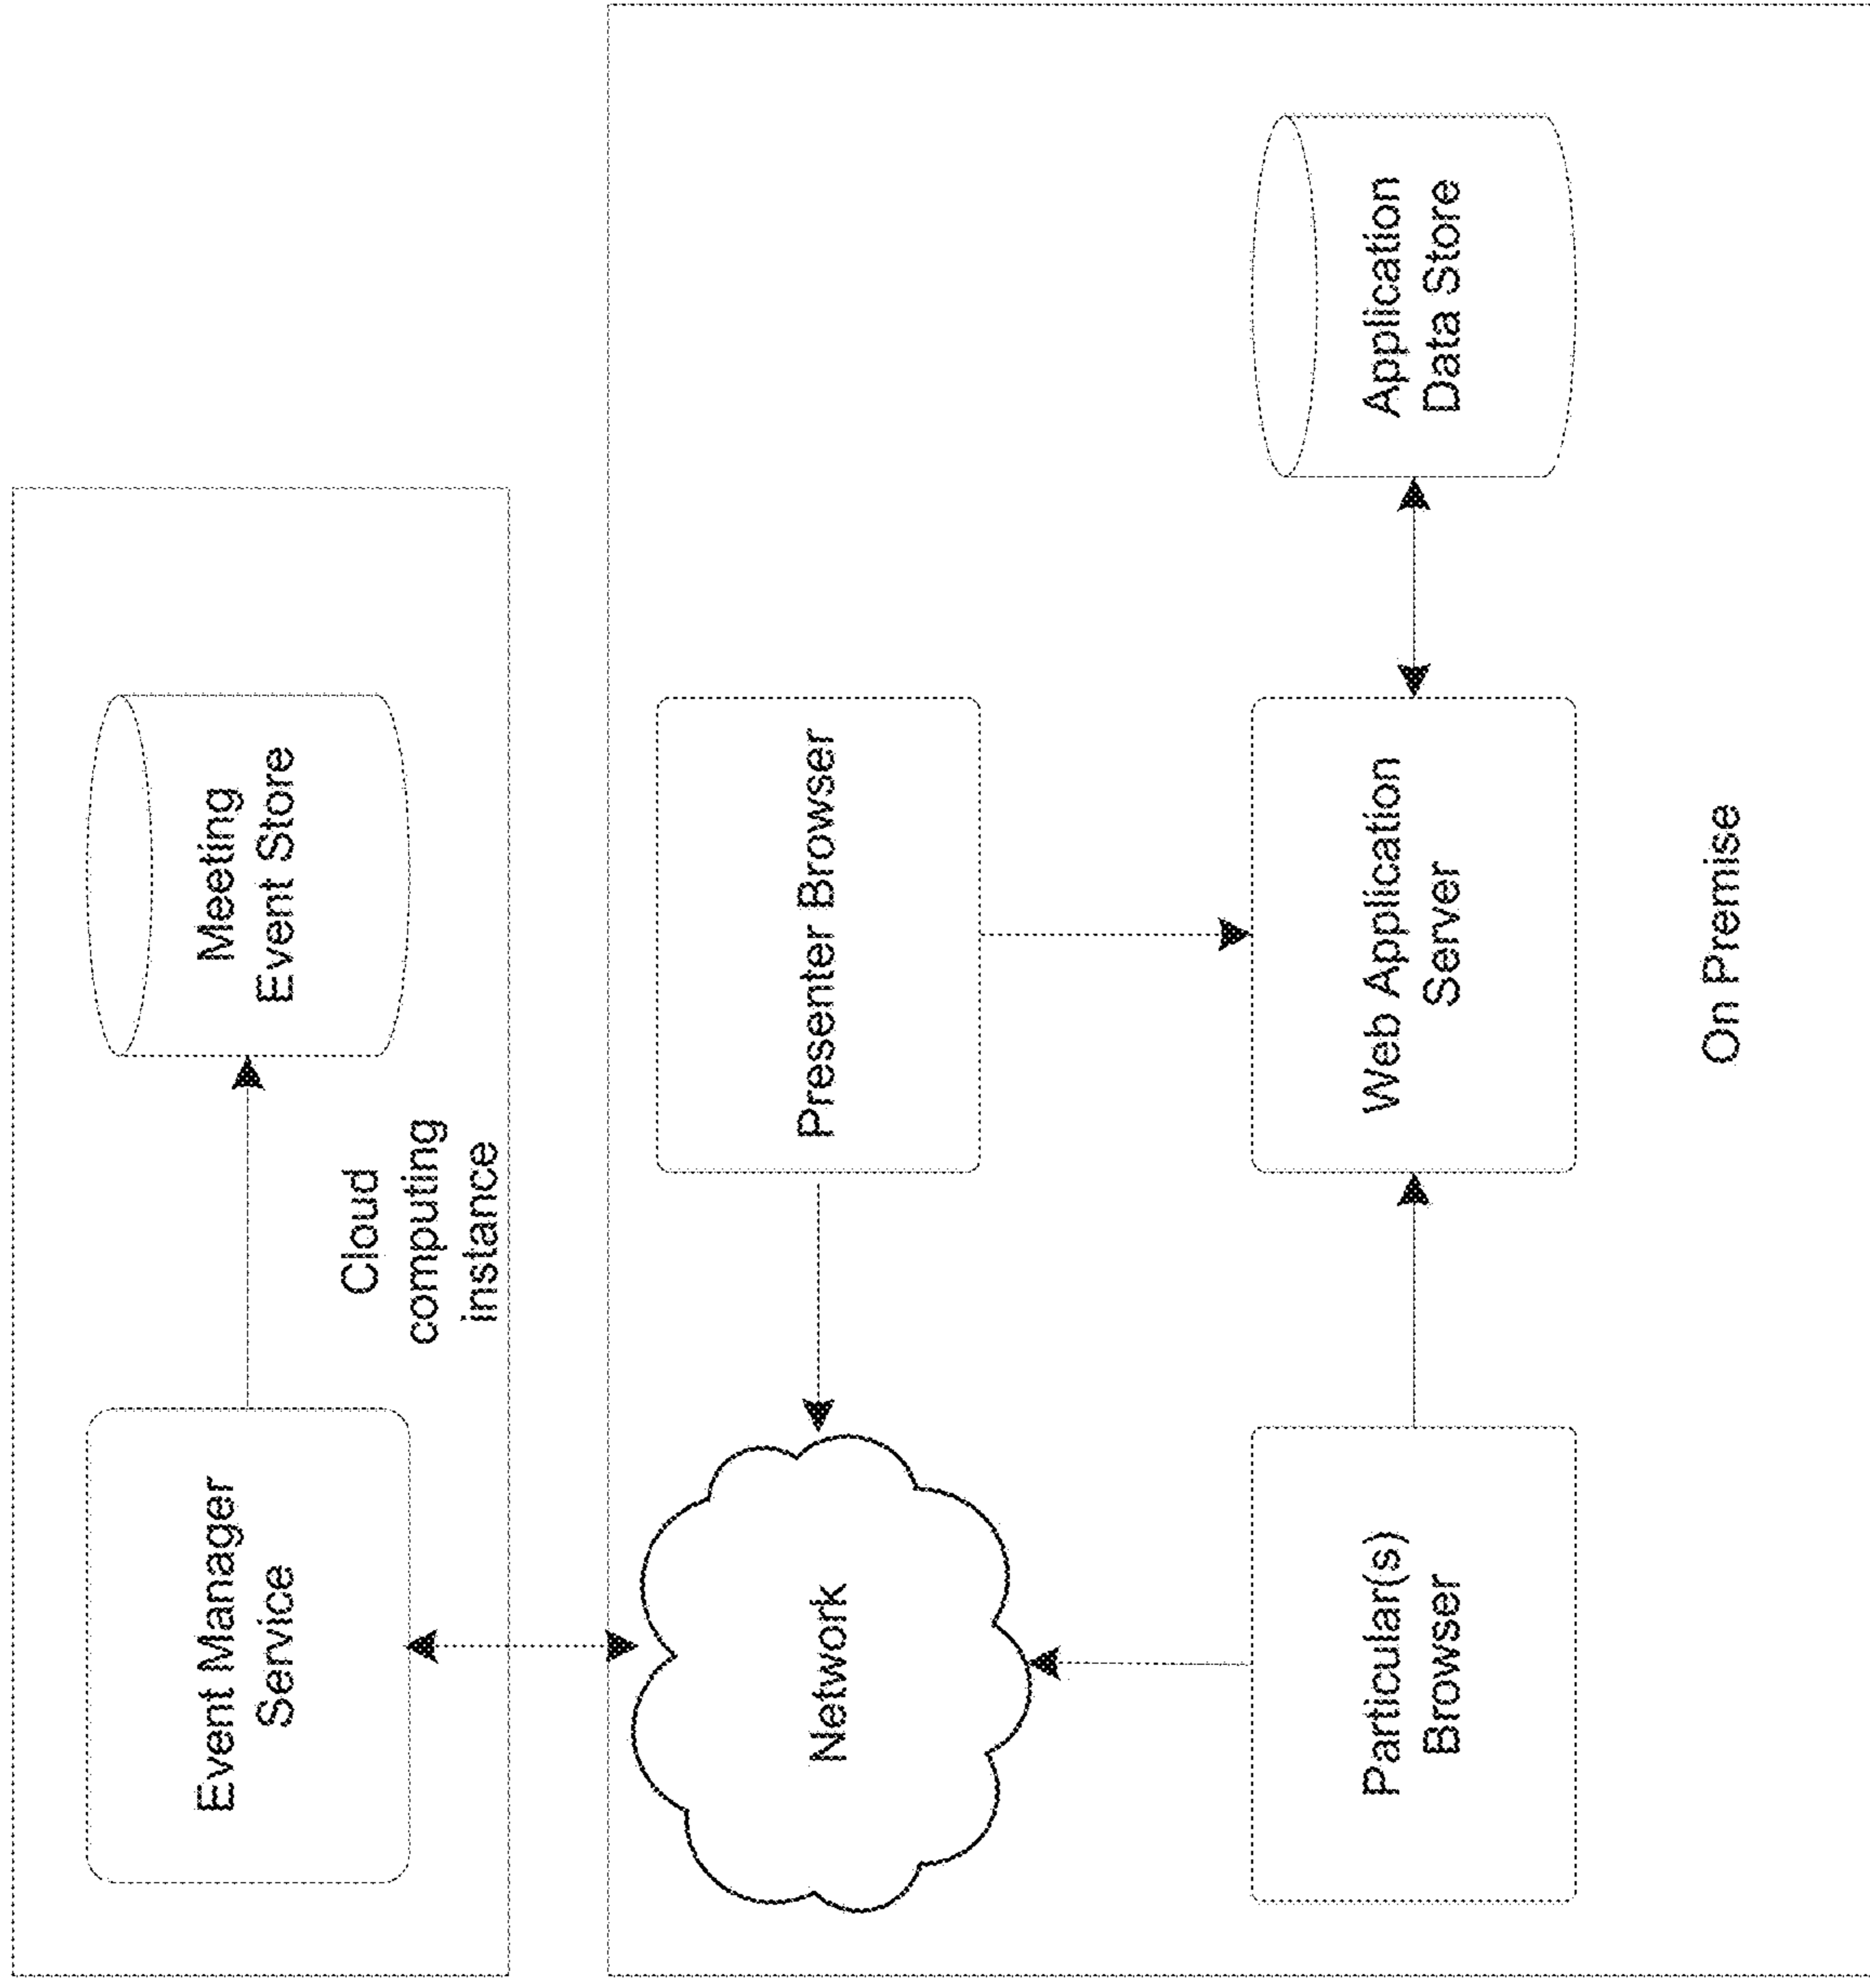 Event Manager
Service
Meeting
Event Store
Cloud
computing
instance
Network
Presenter Browser
Particular(s)
Browser
Web Application
Server
Application
Data Store
On Premise